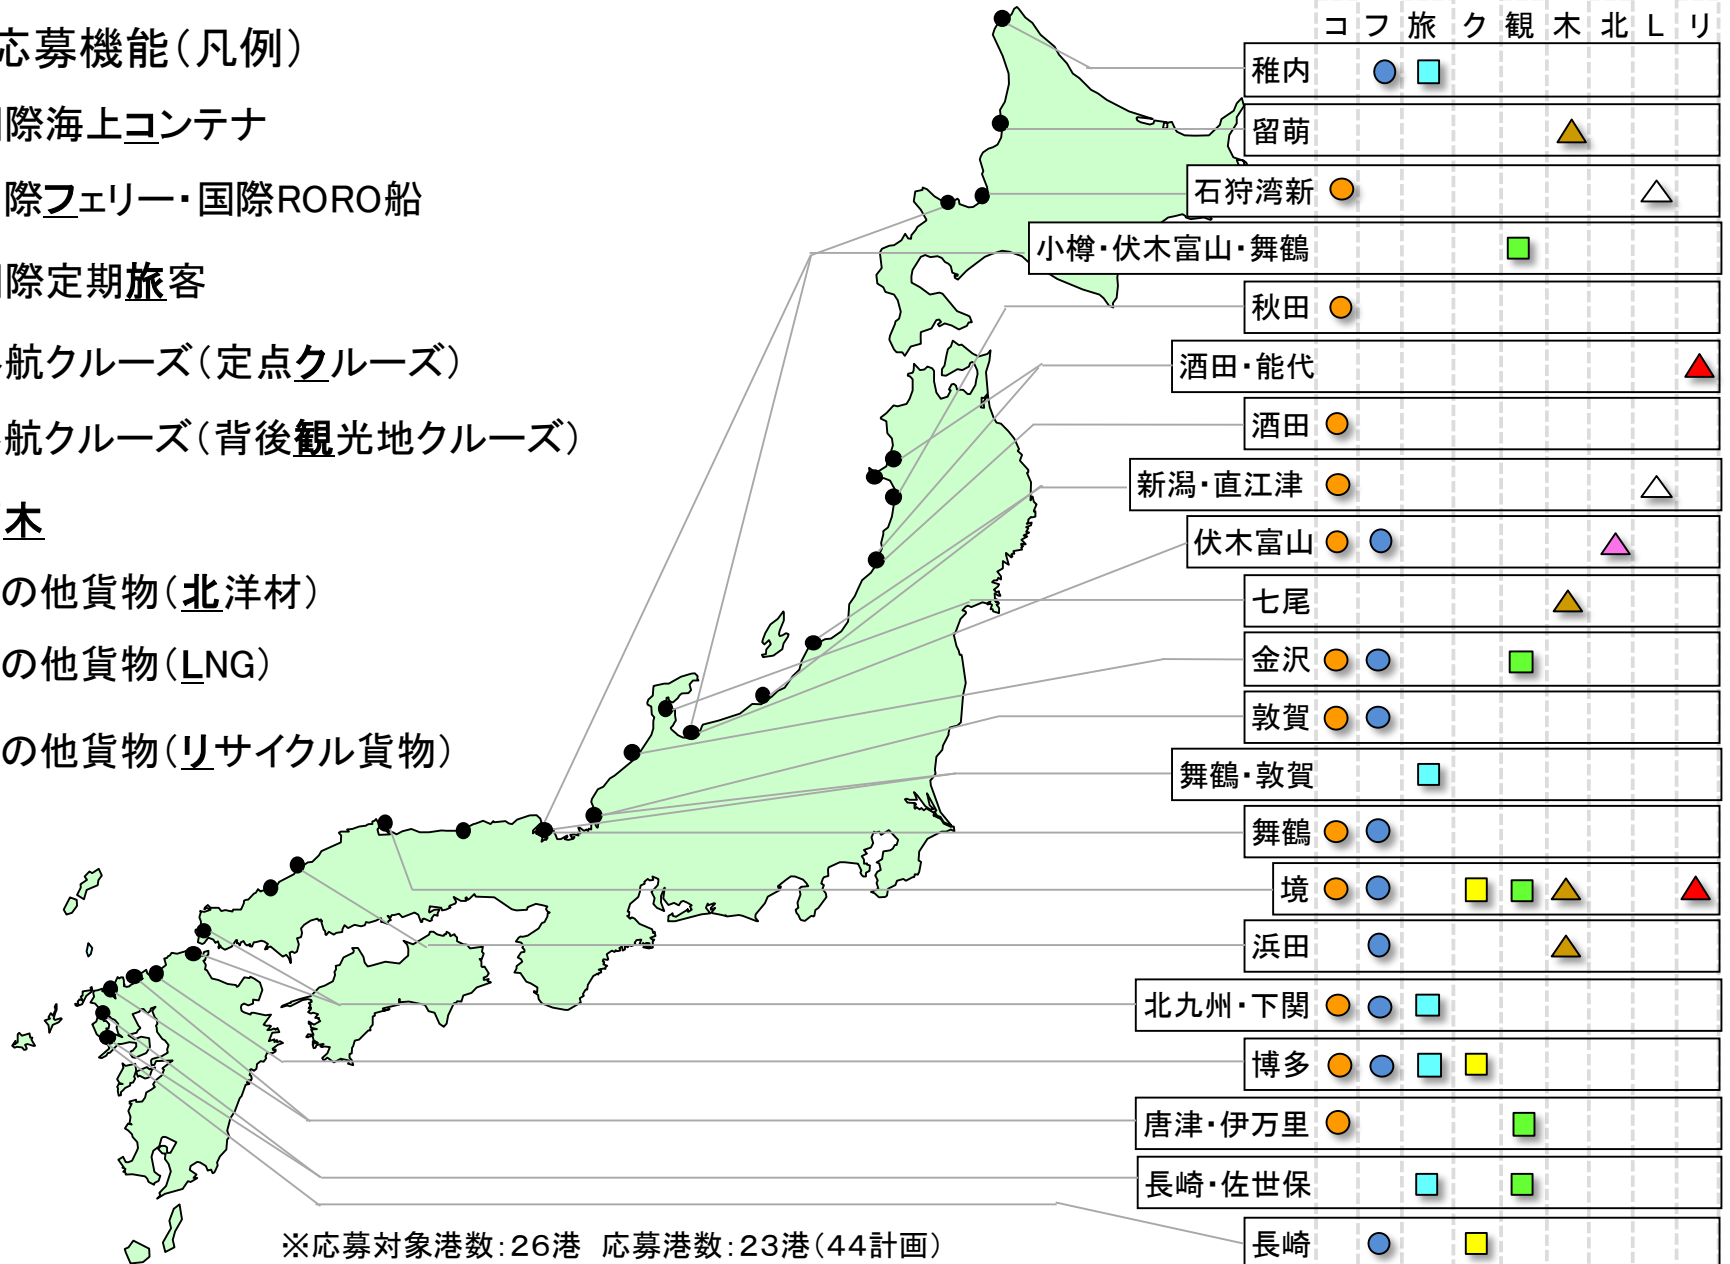 応募機能（凡例）
際海上コンテナ
際フェリー・国際RORO船
際定期旅客
航クルーズ（定点クルーズ）
航クルーズ（背後観光地クルーズ）
木
の他貨物（北洋材）
の他貨物（LNG）
の他貨物（リサイクル貨物）
コ フ 旅 ク 観 木 北 L リ
稚内
留萌
石狩湾新
小樽・伏木富山・舞鶴
秋田
酒田・能代
酒田
新潟・直江津
伏木富山
七尾
金沢
敦賀
舞鶴・敦賀
舞鶴
境
浜田
北九州・下関
博多
唐津・伊万里
長崎・佐世保
長崎
※応募対象港数：26港 応募港数：23港（44計画）